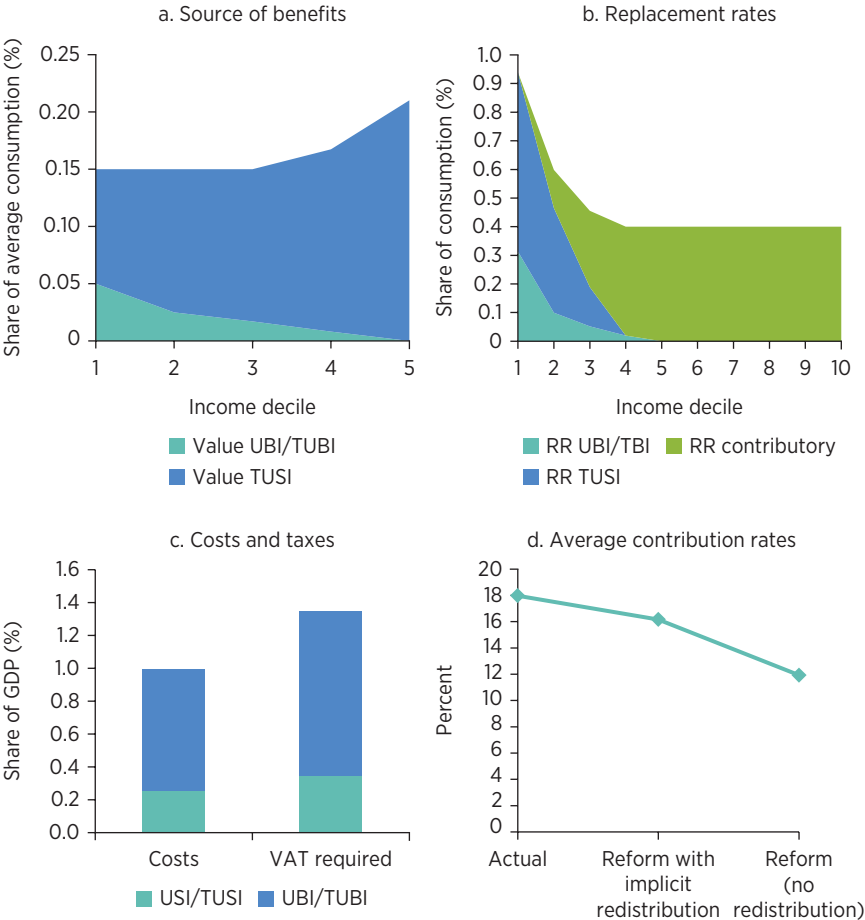 a. Source of benefits
Share of average consumption (%)
0.25
0.20
0.15
0.10
0.05
0
1 2 3 4 5
Income decile
Value UBI/TUBI
Value TUSI
b. Replacement rates
Share of consumption (%)
1.0
0.9
0.8
0.7
0.6
0.5
0.4
0.3
0.2
0.1
0
1 2 3 4 5 6 7 8 9 10
Income decile
RR UBI/TBI RR contributory
RR TUSI
c. Costs and taxes
Share of GDP (%)
1.6
1.4
1.2
1.0
0.8
0.6
0.4
0.2
0.0
Costs VAT required
USI/TUSI UBI/TUBI
d. Average contribution rates
Percent
20
18
16
14
12
10
8
6
4
2
0
Actual
Reform with
implicit
redistribution
Reform
(no
redistribution)